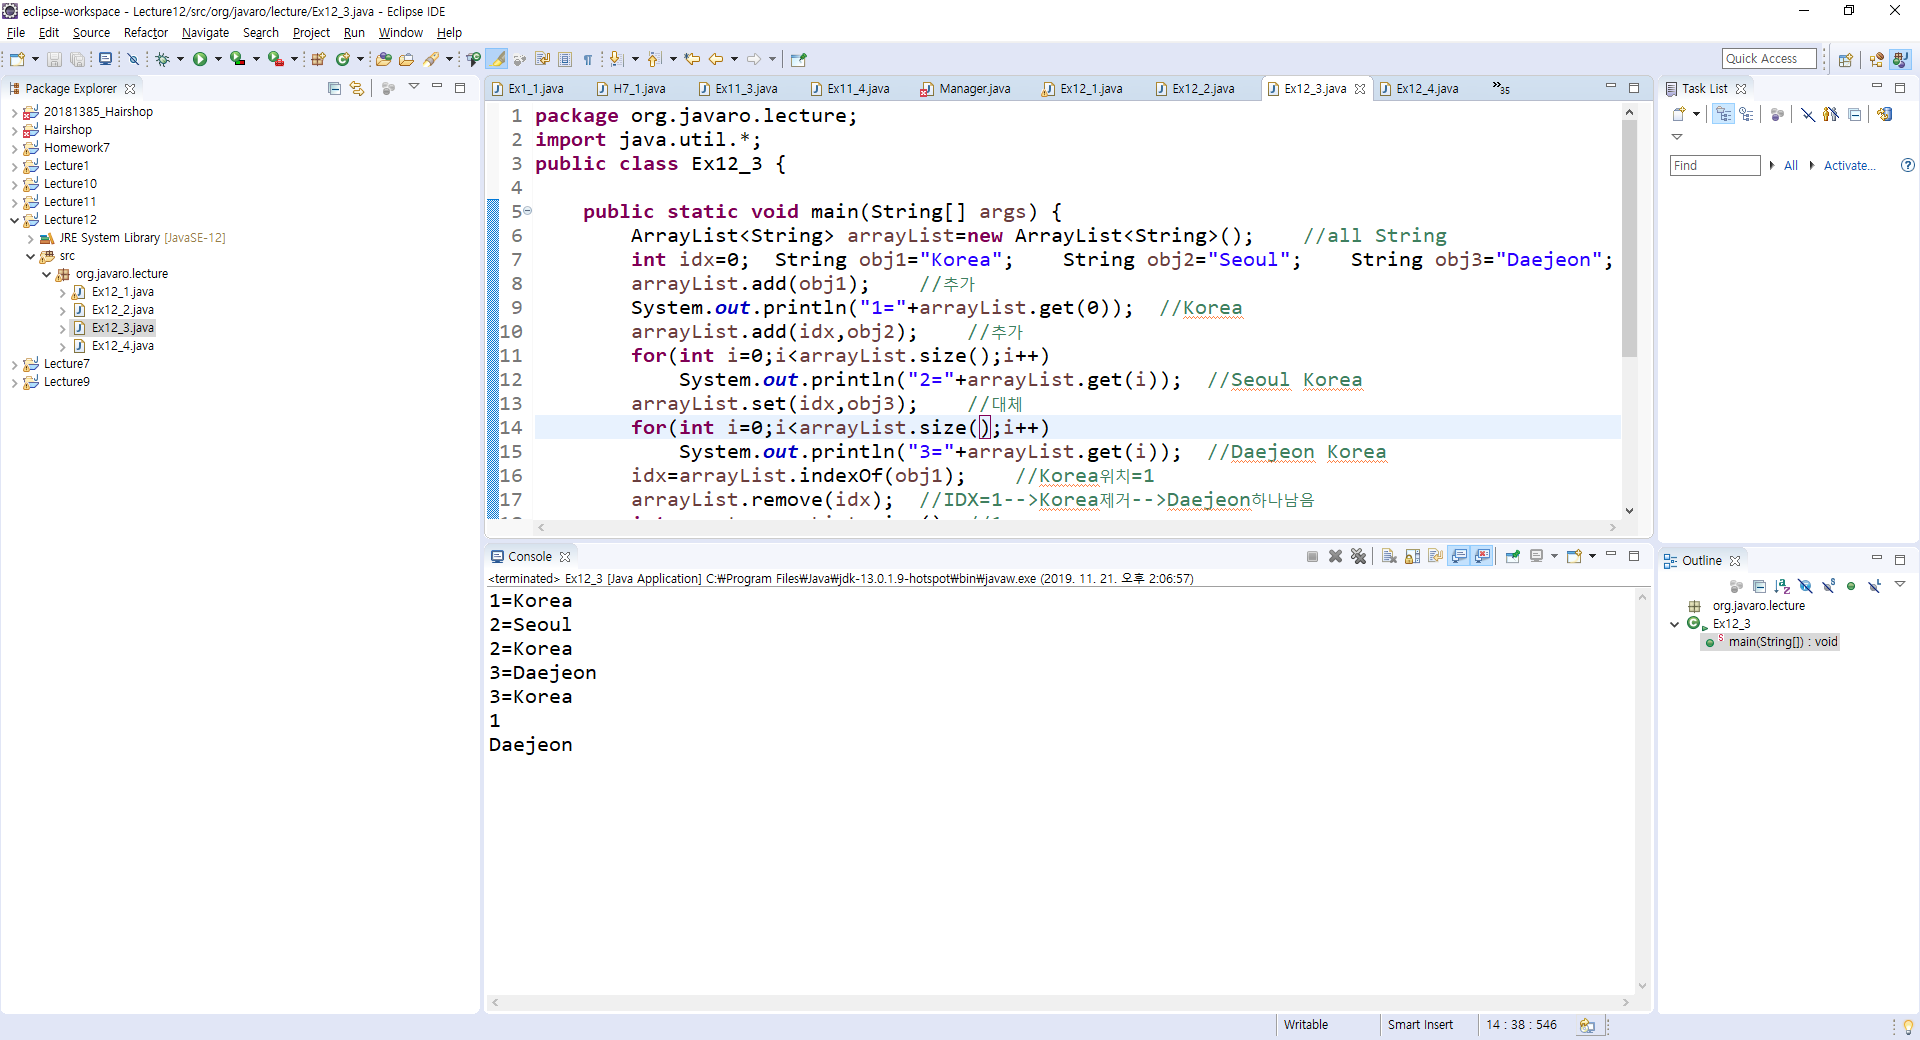 eclipse-workspace - Lecture12/src/org/javaro/lecture/Ex12_3.java - Eclipse IDE
File Edit Source Refactor Navigate Search Project Run Window Help
Quick Access
Package Explorer
20181385_Hairshop
Hairshop
Homework7
Lecture1
Lecture10
Lecture11
Lecture12
JRE System Library [JavaSE-12]
src
org.javaro.lecture
Ex12_1.java
Ex12_2.java
Ex12_3.java
Ex12_4.java
Lecture7
Lecture9
Ex1_1.java H7_1.java Ex11_3.java Ex11_4.java Manager.java Ex12_1.java Ex12_2.java Ex12_3.java Ex12_4.java »35
1 package org.javaro.lecture;
2 import java.util.*;
3 public class Ex12_3 {
4
5 public static void main(String[] args) {
6 ArrayList<String> arrayList=new ArrayList<String>(); //all String
7 int idx=0; String obj1="Korea"; String obj2="Seoul"; String obj3="Daejeon";
8 arrayList.add(obj1); //추가
9 System.out.println("1="+arrayList.get(0)); //Korea
10 arrayList.add(idx,obj2); //추가
11 for(int i=0;i<arrayList.size();i++)
12 System.out.println("2="+arrayList.get(i)); //Seoul Korea
13 arrayList.set(idx,obj3); //대체
14 for(int i=0;i<arrayList.size();i++)
15 System.out.println("3="+arrayList.get(i)); //Daejeon Korea
16 idx=arrayList.indexOf(obj1); //Korea위치=1
17 arrayList.remove(idx); //IDX=1-->Korea제거-->Daejeon하나남음
Console
<terminated> Ex12_3 [Java Application] C:₩Program Files₩Java₩jdk-13.0.1.9-hotspot₩bin₩javaw.exe (2019. 11. 21. 오후 2:06:57)
1=Korea
2=Seoul
2=Korea
3=Daejeon
3=Korea
1
Daejeon
Task List
Find All Activate...
Outline
org.javaro.lecture
Ex12_3
main(String[]) : void
Writable Smart Insert 14 : 38 : 546